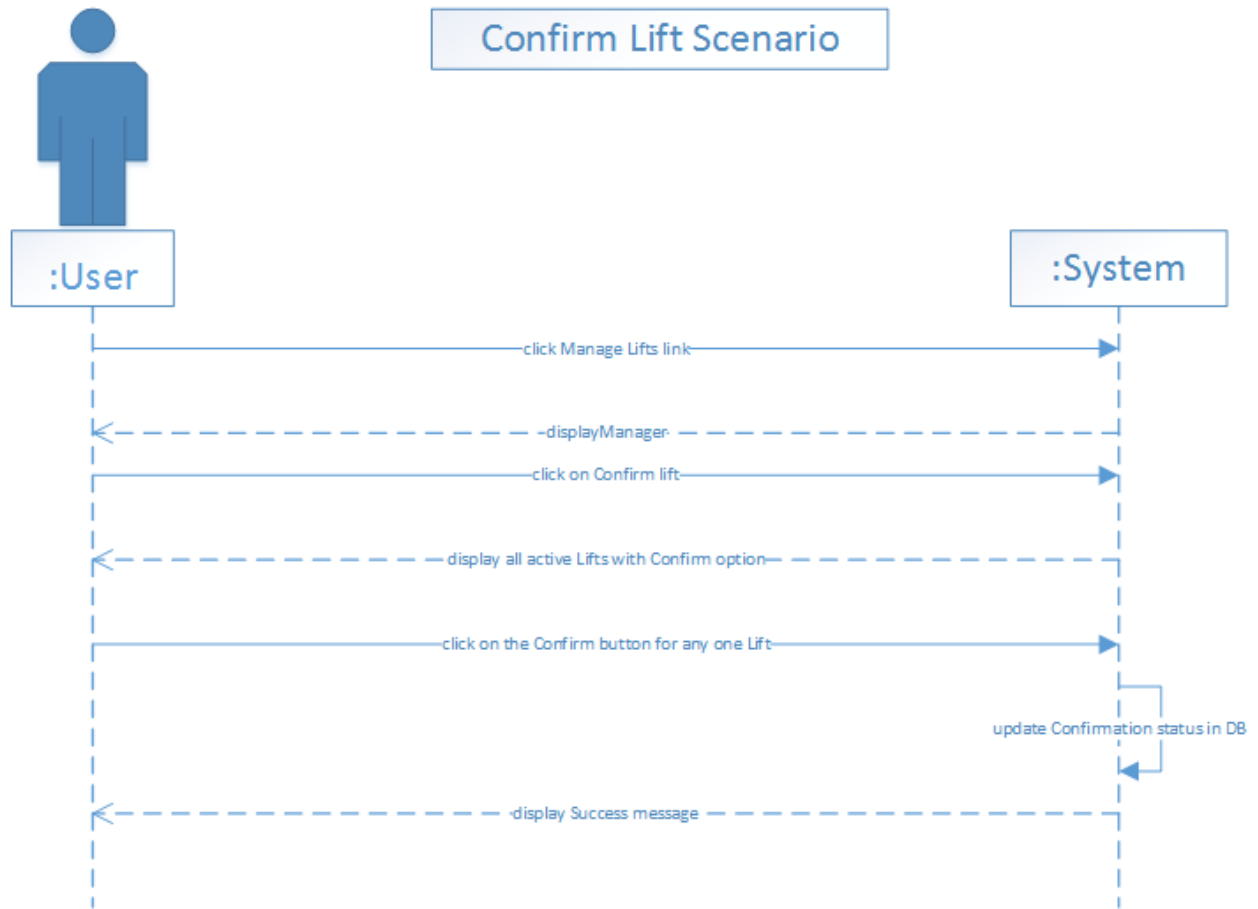 Confirm Lift Scenario
:User
:System
click Manage Lifts link
displayManager
click on Confirm lift
display all active Lifts with Confirm option
click on the Confirm button for any one Lift
update Confirmation status in DB
display Success message